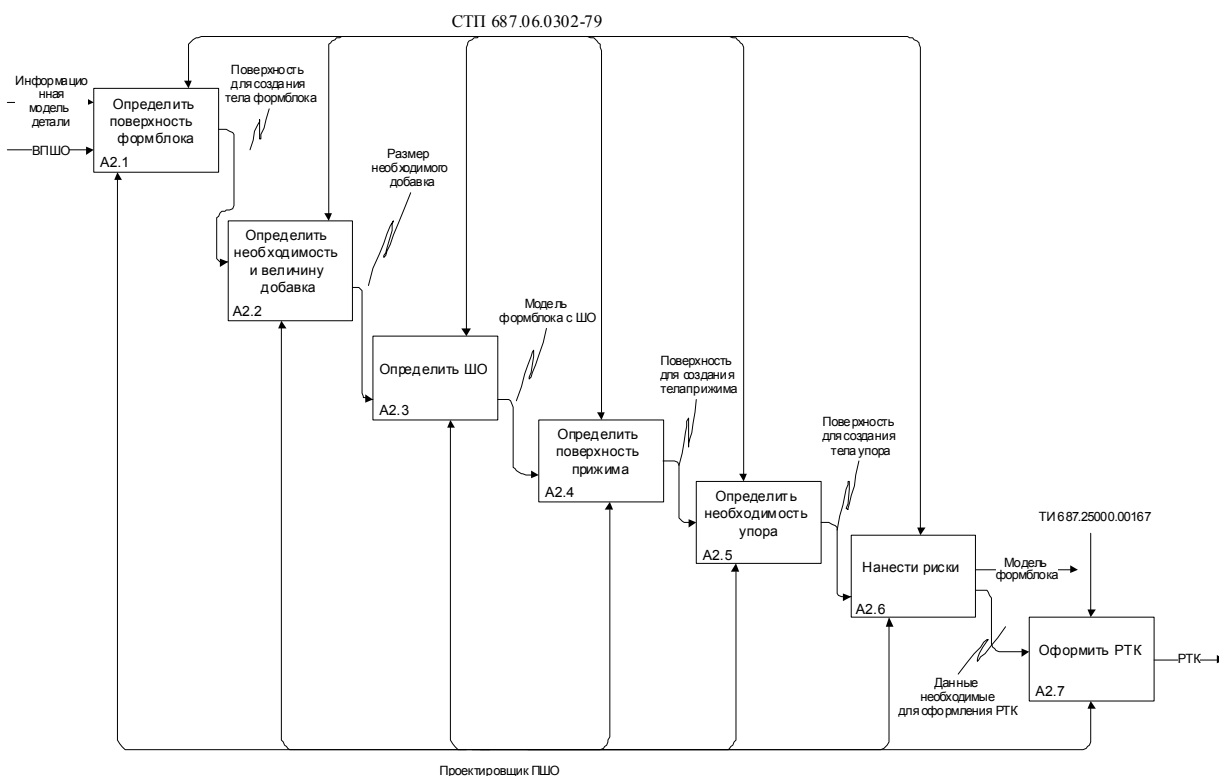 СТП 687.06.0302-79
Информацио
нная
модель
детали
ВПШО
Определить
поверхность
формблока
А2.1
Поверхность
для создания
тела формблока
Определить
необходимость
и величину
добавка
А2.2
Размер
необходимого
добавка
Определить ШО
А2.3
Модель
формблока с ШО
Определить
поверхность
прижима
А2.4
Поверхность
для создания
тела прижима
Определить
необходимость
упора
А2.5
Поверхность
для создания
тела упора
Нанести риски
А2.6
Модель
формблока
Данные
необходимые
для оформления РТК
ТИ 687.25000.00167
Оформить РТК
А2.7
РТК
Проектировщик ПШО